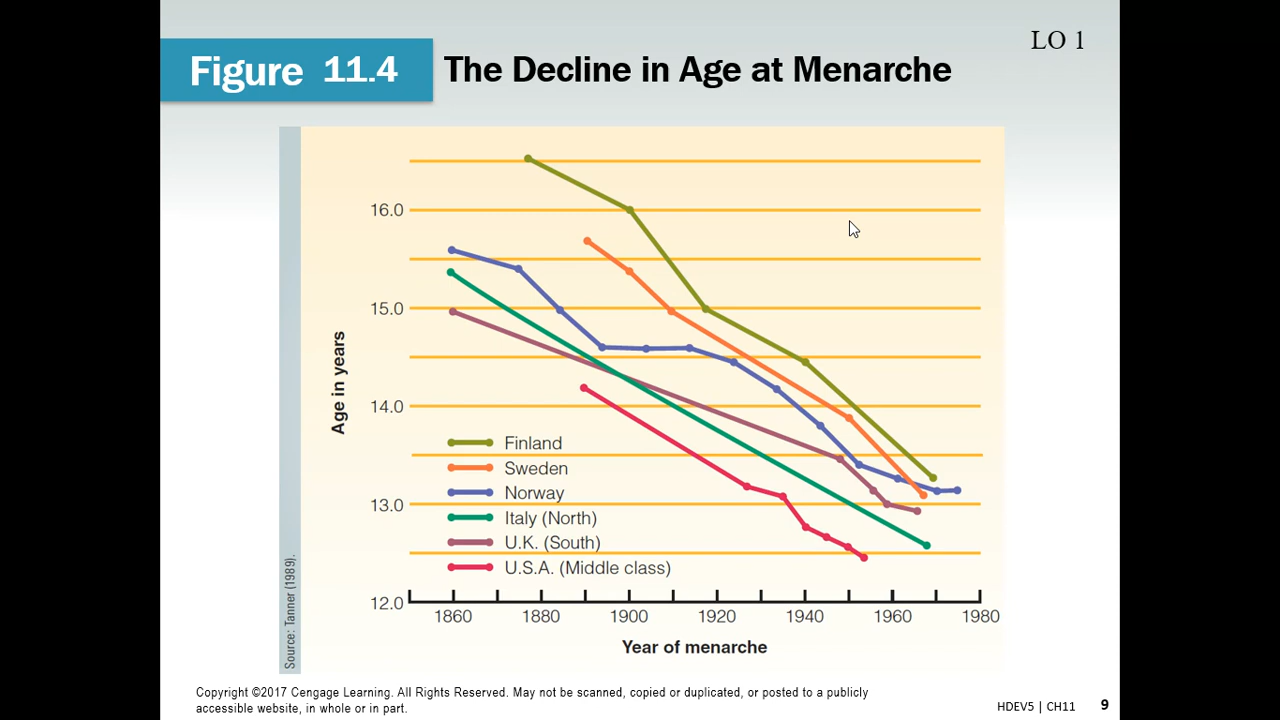 LO 1
Figure 11.4 The Decline in Age at Menarche
16.0
15.0
14.0
13.0
12.0
Age in years
Finland
Sweden
Norway
Italy (North)
U.K. (South)
U.S.A. (Middle class)
1860 1880 1900 1920 1940 1960 1980
Year of menarche
Source: Tanner (1989).
Copyright ©2017 Cengage Learning. All Rights Reserved. May not be scanned, copied or duplicated, or posted to a publicly
accessible website, in whole or in part.
HDEV5 | CH11 9